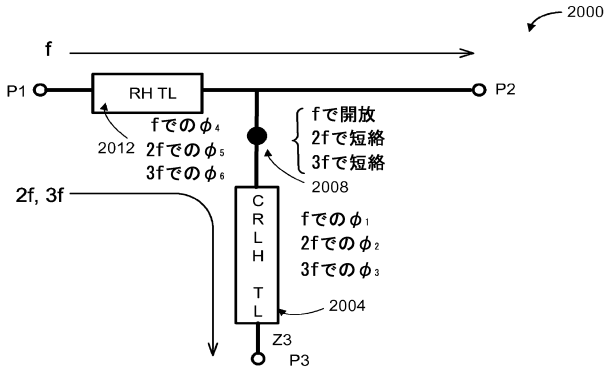 2000
f
P1
RH TL
P2
2012
fでのϕ₄
2fでのϕ₅
3fでのϕ₆
fで開放
2fで短絡
3fで短絡
2008
2f, 3f
CRLH TL
fでのϕ₁
2fでのϕ₂
3fでのϕ₃
2004
Z3
P3